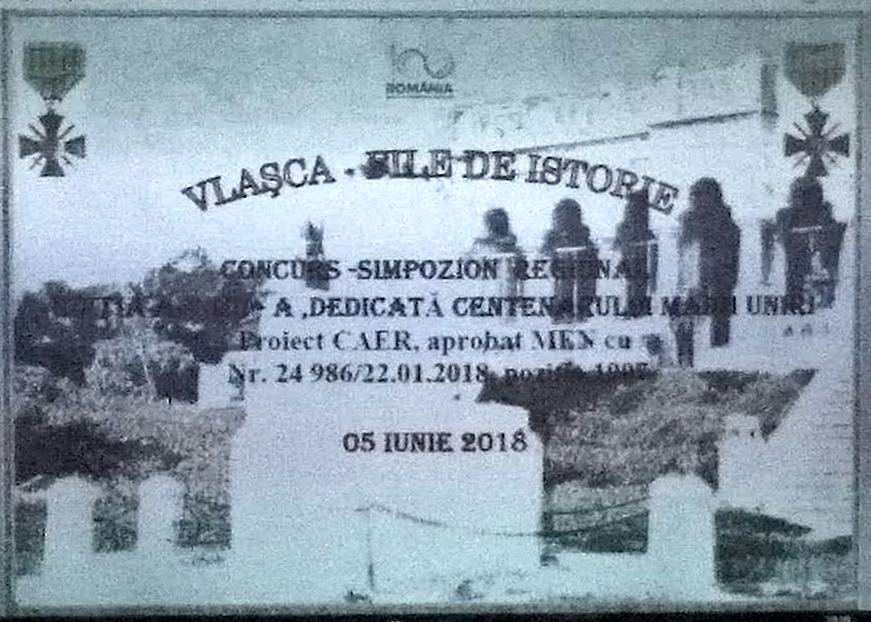 ROMÂNIA
VLAŞCA - FILE DE ISTORIE
CONCURS -SIMPOZION REGIONAL
A ,DEDICATĂ CENTENARULUI MARII UNIRI
Proiect CAER, aprobat MEN cu
Nr. 24 986/22.01.2018, poziţia
05 IUNIE 2018